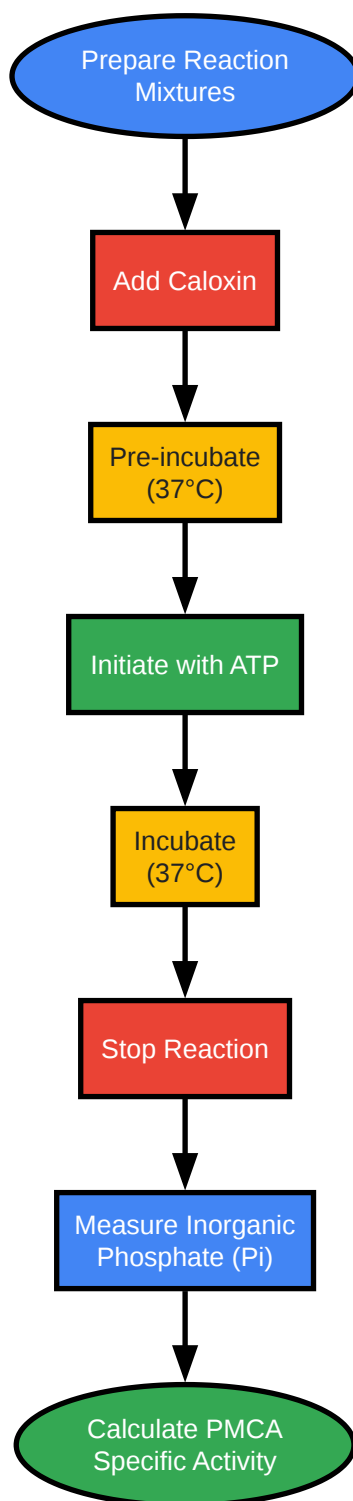 Prepare Reaction
Mixtures
Add Caloxin
Pre-incubate
(37°C)
Initiate with ATP
Incubate
(37°C)
Stop Reaction
Measure Inorganic
Phosphate (Pi)
Calculate PMCA
Specific Activity